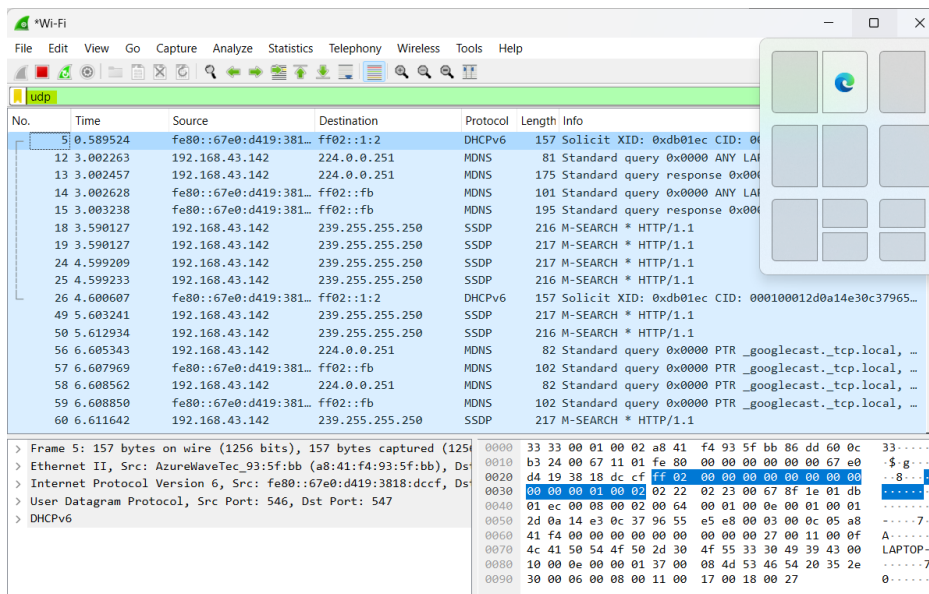 *Wi-Fi
File Edit View Go Capture Analyze Statistics Telephony Wireless Tools Help
udp
No. Time Source Destination Protocol Length Info
5 0.589524 fe80::67e0:d419:381… ff02::1:2 DHCPv6 157 Solicit XID: 0xdb01ec CID: 00
12 3.002263 192.168.43.142 224.0.0.251 MDNS 81 Standard query 0x0000 ANY LAP
13 3.002457 192.168.43.142 224.0.0.251 MDNS 175 Standard query response 0x000
14 3.002628 fe80::67e0:d419:381… ff02::fb MDNS 101 Standard query 0x0000 ANY LAP
15 3.003238 fe80::67e0:d419:381… ff02::fb MDNS 195 Standard query response 0x000
18 3.590127 192.168.43.142 239.255.255.250 SSDP 216 M-SEARCH * HTTP/1.1
19 3.590127 192.168.43.142 239.255.255.250 SSDP 217 M-SEARCH * HTTP/1.1
24 4.599209 192.168.43.142 239.255.255.250 SSDP 217 M-SEARCH * HTTP/1.1
25 4.599233 192.168.43.142 239.255.255.250 SSDP 216 M-SEARCH * HTTP/1.1
26 4.600607 fe80::67e0:d419:381… ff02::1:2 DHCPv6 157 Solicit XID: 0xdb01ec CID: 000100012d0a14e30c37965…
49 5.603241 192.168.43.142 239.255.255.250 SSDP 217 M-SEARCH * HTTP/1.1
50 5.612934 192.168.43.142 239.255.255.250 SSDP 216 M-SEARCH * HTTP/1.1
56 6.605343 192.168.43.142 224.0.0.251 MDNS 82 Standard query 0x0000 PTR _googlecast._tcp.local, …
57 6.607969 fe80::67e0:d419:381… ff02::fb MDNS 102 Standard query 0x0000 PTR _googlecast._tcp.local, …
58 6.608562 192.168.43.142 224.0.0.251 MDNS 82 Standard query 0x0000 PTR _googlecast._tcp.local, …
59 6.608850 fe80::67e0:d419:381… ff02::fb MDNS 102 Standard query 0x0000 PTR _googlecast._tcp.local, …
60 6.611642 192.168.43.142 239.255.255.250 SSDP 217 M-SEARCH * HTTP/1.1
> Frame 5: 157 bytes on wire (1256 bits), 157 bytes captured (125
> Ethernet II, Src: AzureWaveTec_93:5f:bb (a8:41:f4:93:5f:bb), Ds
> Internet Protocol Version 6, Src: fe80::67e0:d419:3818:dccf, Ds
> User Datagram Protocol, Src Port: 546, Dst Port: 547
> DHCPv6
0000 33 33 00 01 00 02 a8 41 f4 93 5f bb 86 dd 60 0c 33·····
0010 b3 24 00 67 11 01 fe 80 00 00 00 00 00 00 67 e0 ·$·g···
0020 d4 19 38 18 dc cf ff 02 00 00 00 00 00 00 00 00 ··8····
0030 00 00 00 01 00 02 02 22 02 23 00 67 8f 1e 01 db ·······
0040 01 ec 00 08 00 02 00 64 00 01 00 0e 00 01 00 01 ·······
0050 2d 0a 14 e3 0c 37 96 55 e5 e8 00 03 00 0c 05 a8 -····7·
0060 41 f4 00 00 00 00 00 00 00 00 00 27 00 11 00 0f A······
0070 4c 41 50 54 4f 50 2d 30 4f 55 33 30 49 39 43 00 LAPTOP-
0080 10 00 0e 00 00 01 37 00 08 4d 53 46 54 20 35 2e ······7
0090 30 00 06 00 08 00 11 00 17 00 18 00 27 0······